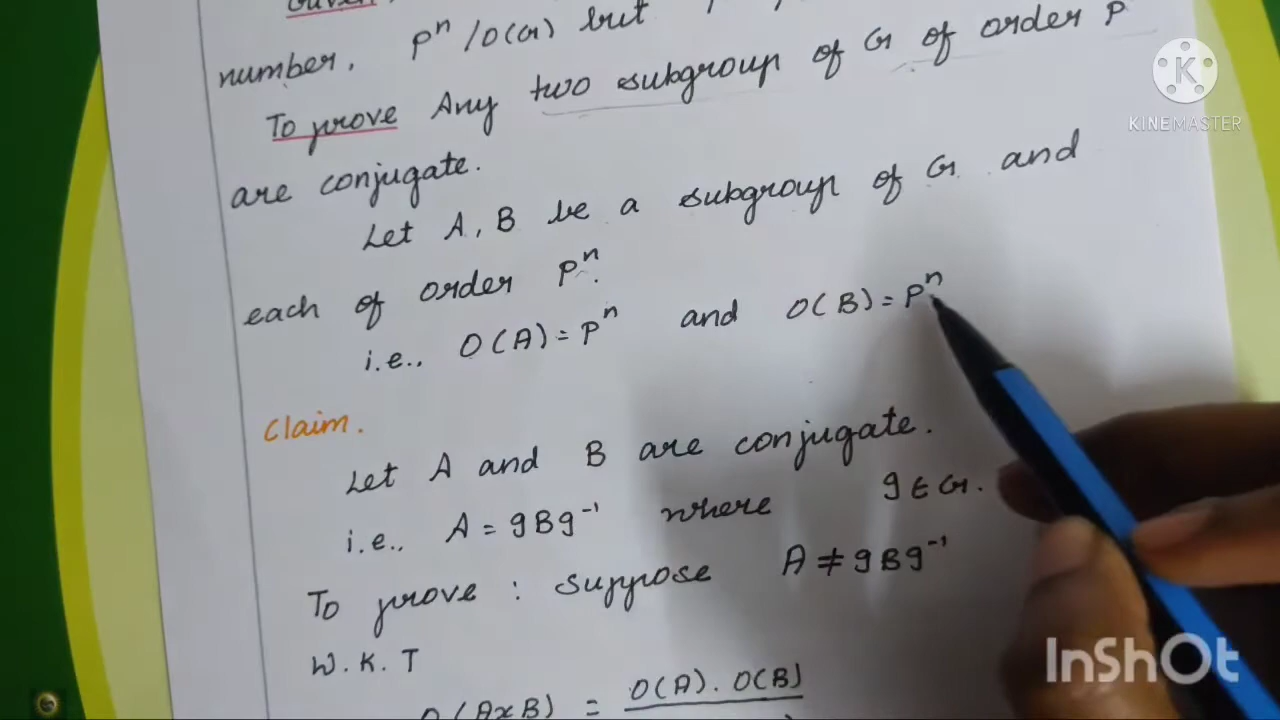 Given
number, pⁿ/O(G) but
To prove Any two subgroup of G of order p
are conjugate.
Let A, B be a subgroup of G and
each of order pⁿ.
i.e., O(A) = pⁿ and O(B) = pⁿ
Claim.
Let A and B are conjugate.
i.e., A = gBg⁻¹ where g ∈ G.
To prove : Suppose A ≠ gBg⁻¹
W.K.T
O(AxB) = O(A). O(B)
K
KINEMASTER
InShOt